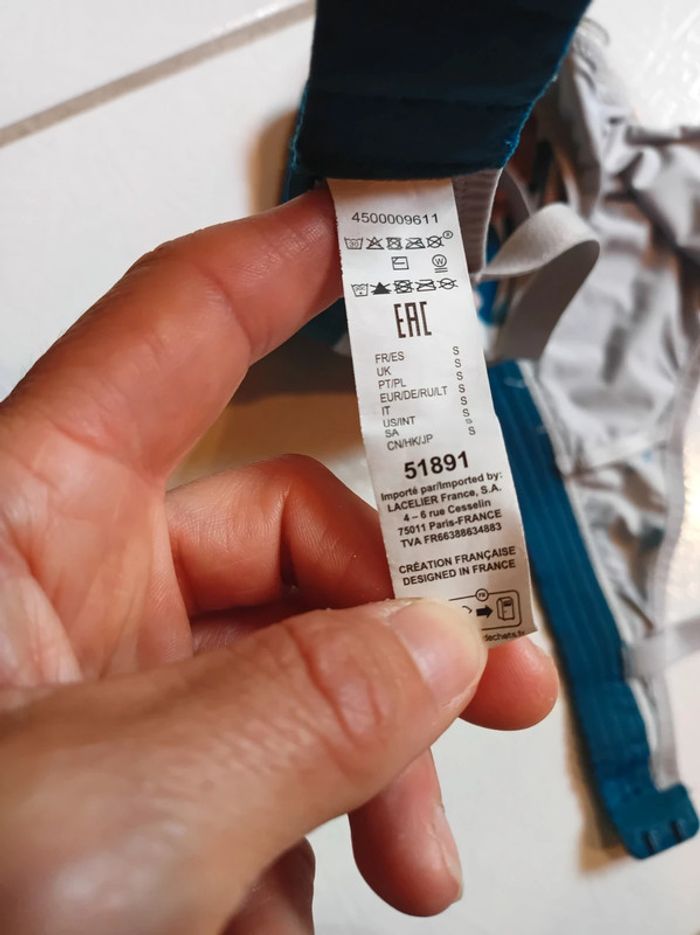 4500009611
EAC
FR/ES S
UK S
PT/PL S
EUR/DE/RU/LT S
IT S
US/INT S
SA S
CN/HK/JP S
51891
Importé par/Imported by:
LACELIER France, S.A.
4 – 6 rue Cesselin
75011 Paris-FRANCE
TVA FR66388634883
CRÉATION FRANÇAISE
DESIGNED IN FRANCE
FR